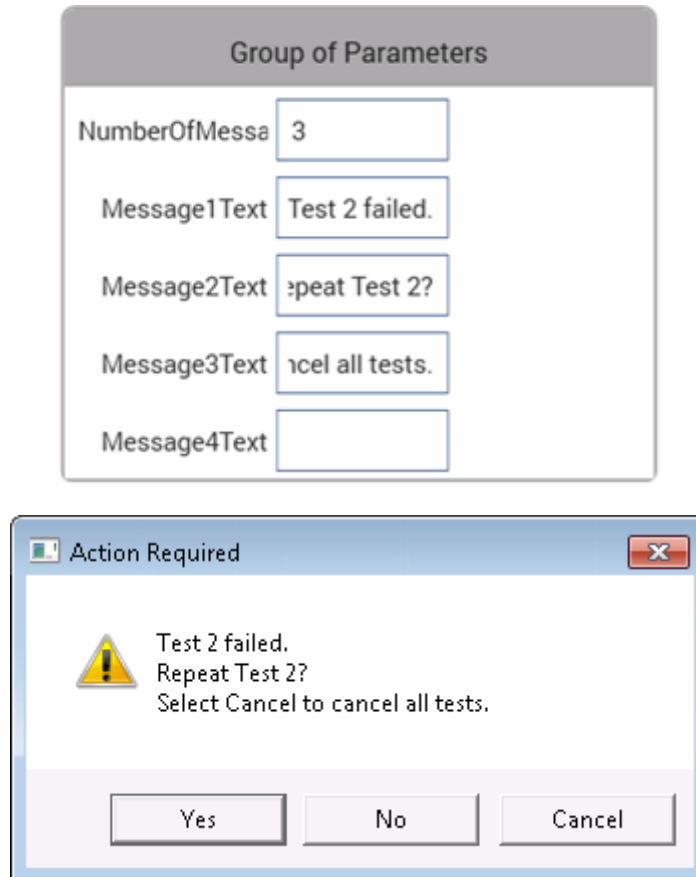 Group of Parameters
NumberOfMessa 3
Message1Text Test 2 failed.
Message2Text epeat Test 2?
Message3Text ncel all tests.
Message4Text
Action Required
Test 2 failed.
Repeat Test 2?
Select Cancel to cancel all tests.
Yes No Cancel